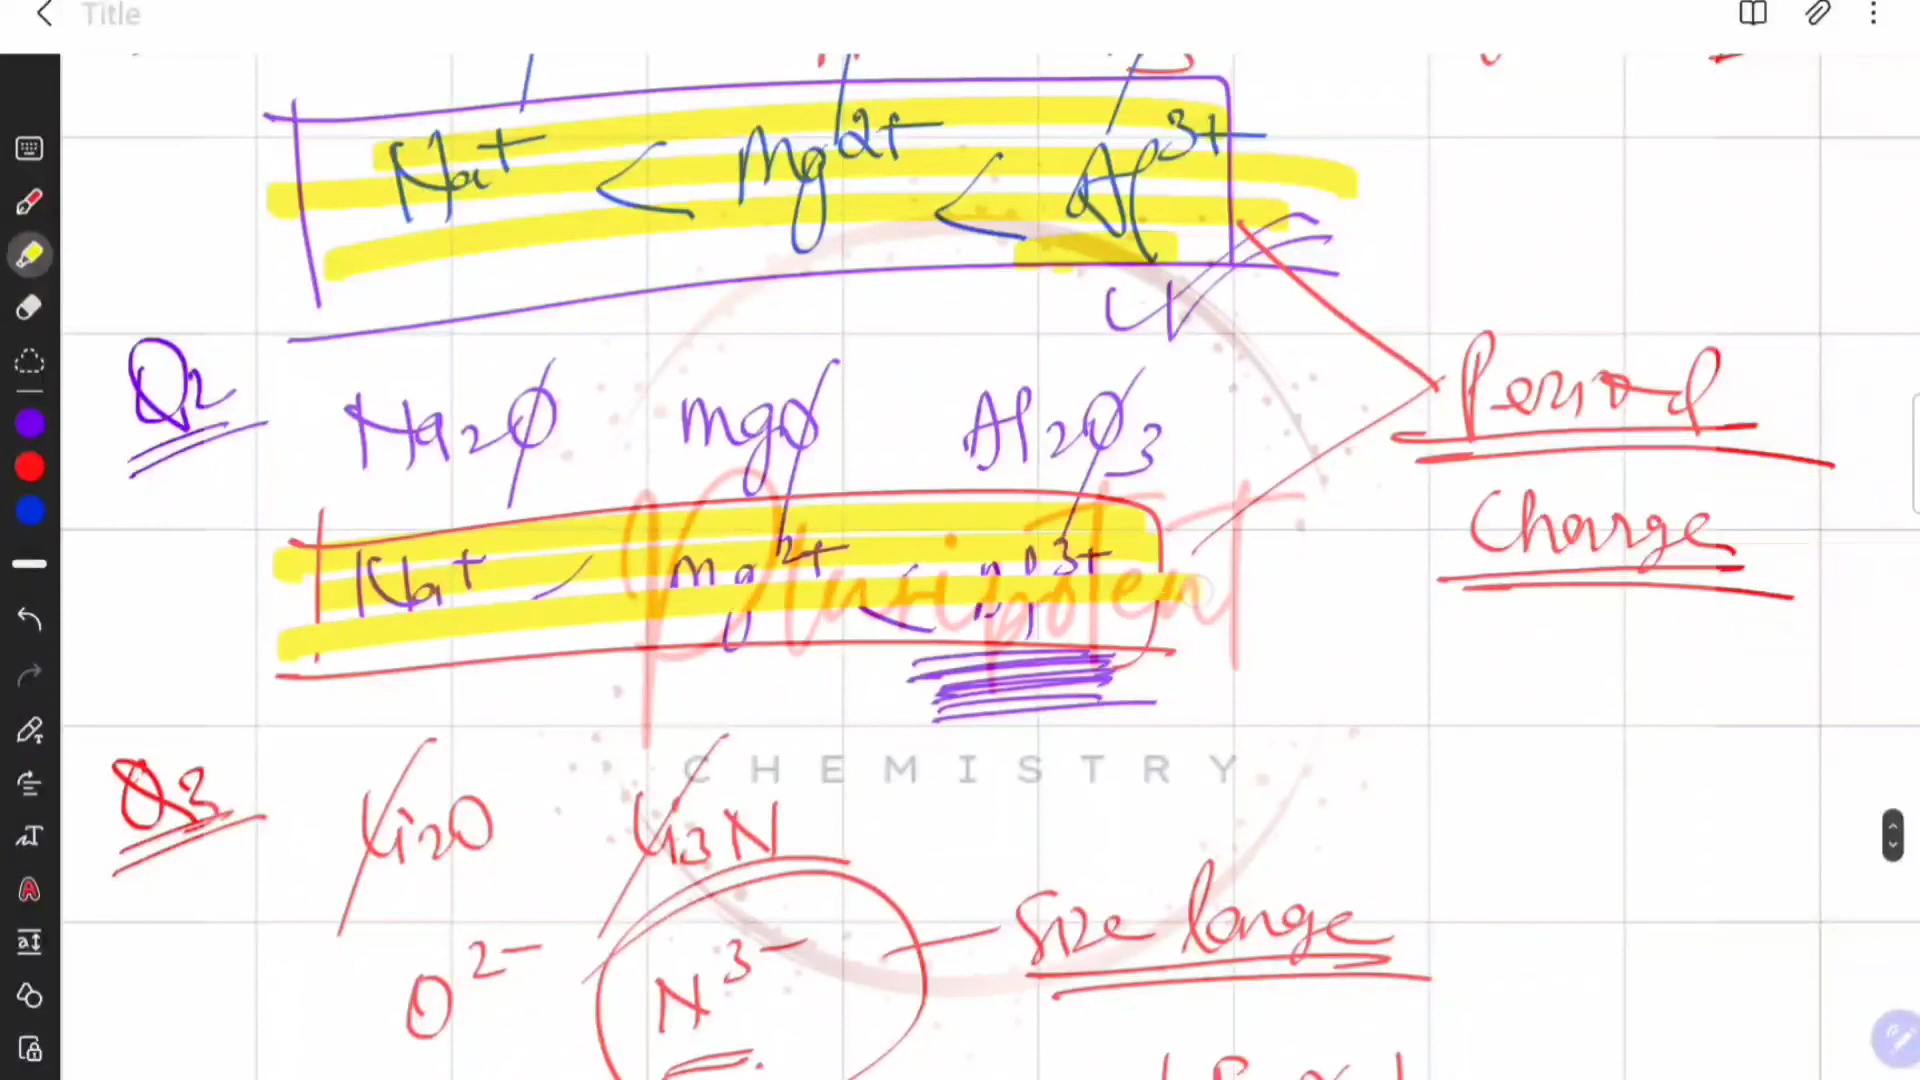 Title
Na⁺ < Mg²⁺ < Al³⁺
Q2
Na₂O MgO Al₂O₃
Period
Charge
Na⁺ < Mg²⁺ < Al³⁺
Pluripotent
CHEMISTRY
Q3
Li₂O Li₃N
O²⁻ N³⁻
Size large